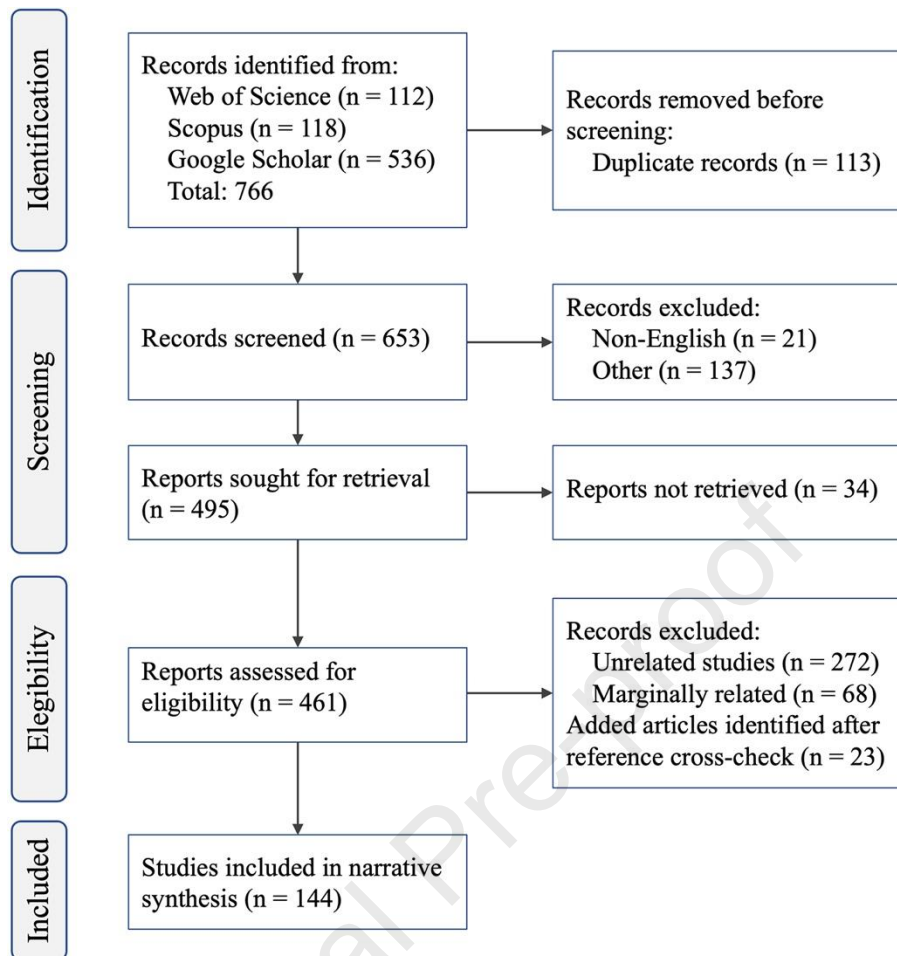 Identification
Records identified from:
Web of Science (n = 112)
Scopus (n = 118)
Google Scholar (n = 536)
Total: 766
Records removed before
screening:
Duplicate records (n = 113)
Screening
Records screened (n = 653)
Records excluded:
Non-English (n = 21)
Other (n = 137)
Reports sought for retrieval
(n = 495)
Reports not retrieved (n = 34)
Elegibility
Reports assessed for
eligibility (n = 461)
Records excluded:
Unrelated studies (n = 272)
Marginally related (n = 68)
Added articles identified after
reference cross-check (n = 23)
Included
Studies included in narrative
synthesis (n = 144)
al Pre-proof